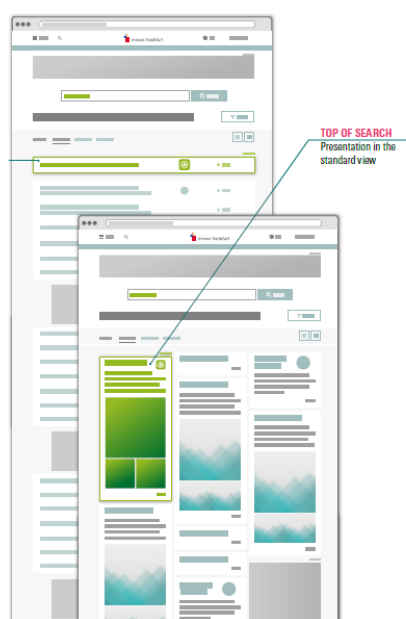 messe frankfurt
TOP OF SEARCH
Presentation in the
standard view
messe frankfurt